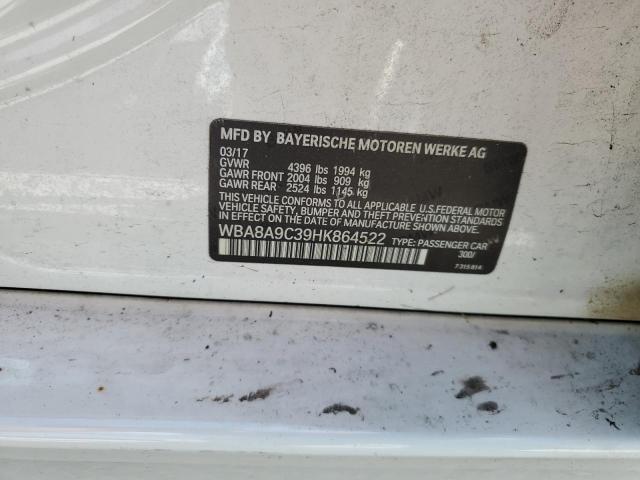 MFD BY BAYERISCHE MOTOREN WERKE AG
03/17
GVWR 4396 lbs 1994 kg
GAWR FRONT 2004 lbs 909 kg
GAWR REAR 2524 lbs 1145 kg
THIS VEHICLE CONFORMS TO ALL APPLICABLE U.S. FEDERAL MOTOR
VEHICLE SAFETY, BUMPER, AND THEFT PREVENTION STANDARDS
IN EFFECT ON THE DATE OF MANUFACTURE SHOWN ABOVE.
WBA8A9C39HK864522 TYPE: PASSENGER CAR
300/
7315814